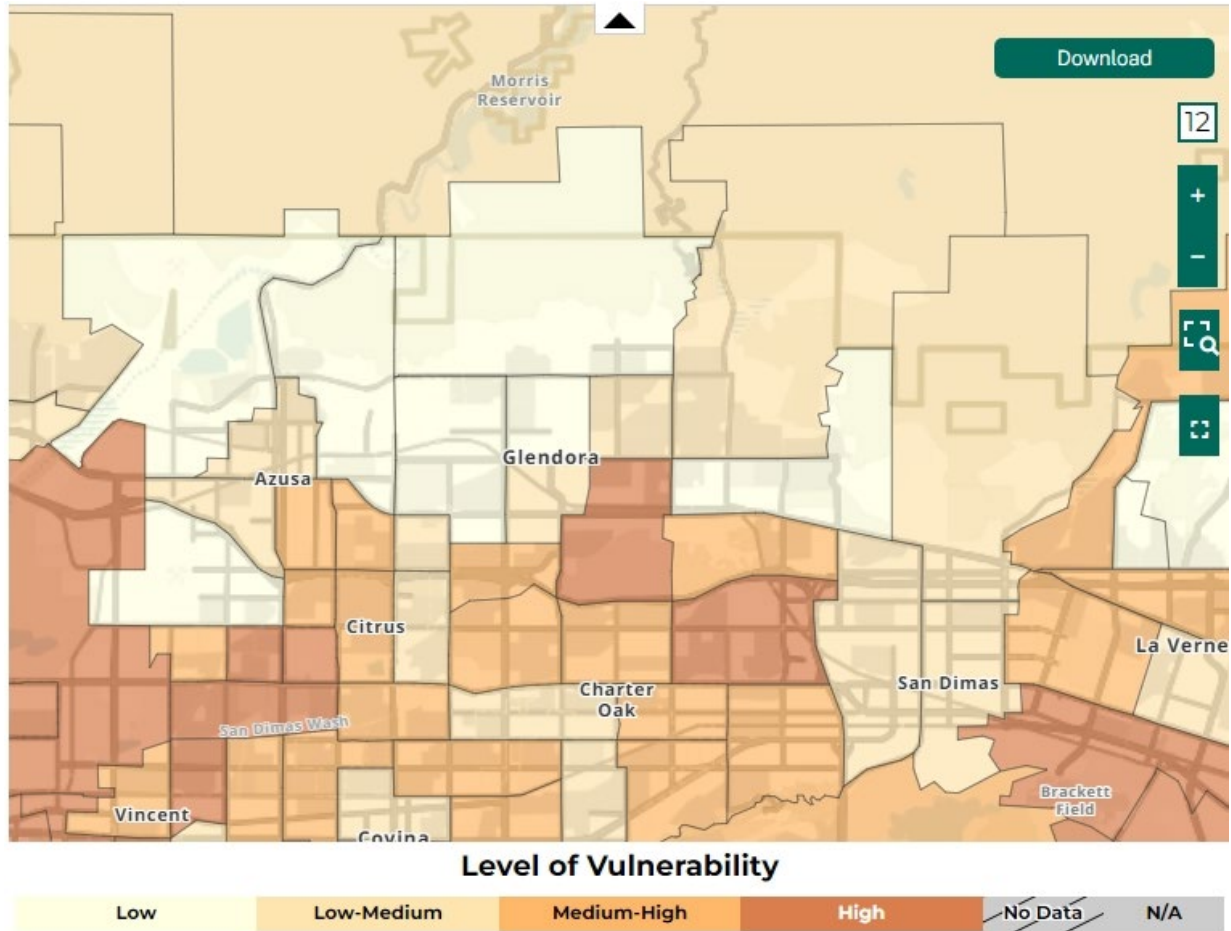 Download
Morris
Reservoir
12
+
−
Glendora
Azusa
Citrus
La Verne
Charter
Oak
San Dimas
San Dimas Wash
Brackett
Field
Vincent
Covina
Level of Vulnerability
Low
Low-Medium
Medium-High
High
No Data
N/A